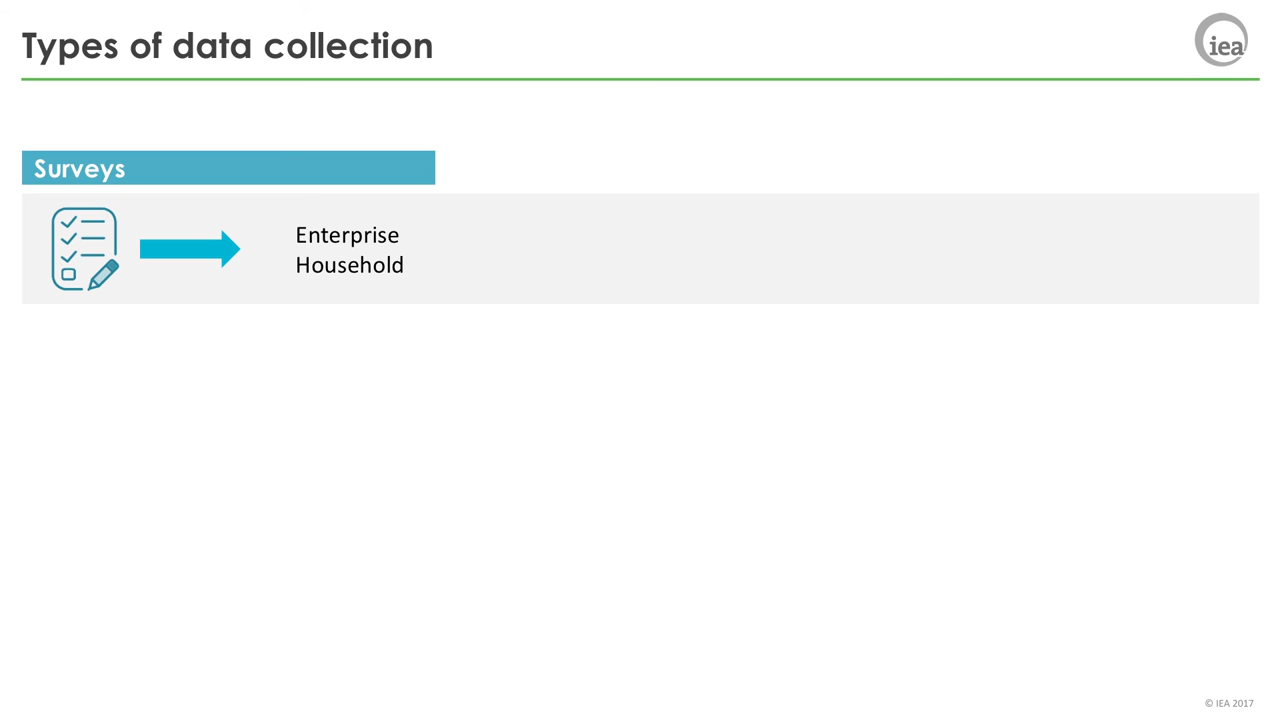 Types of data collection
iea
Surveys
Enterprise
Household
© IEA 2017